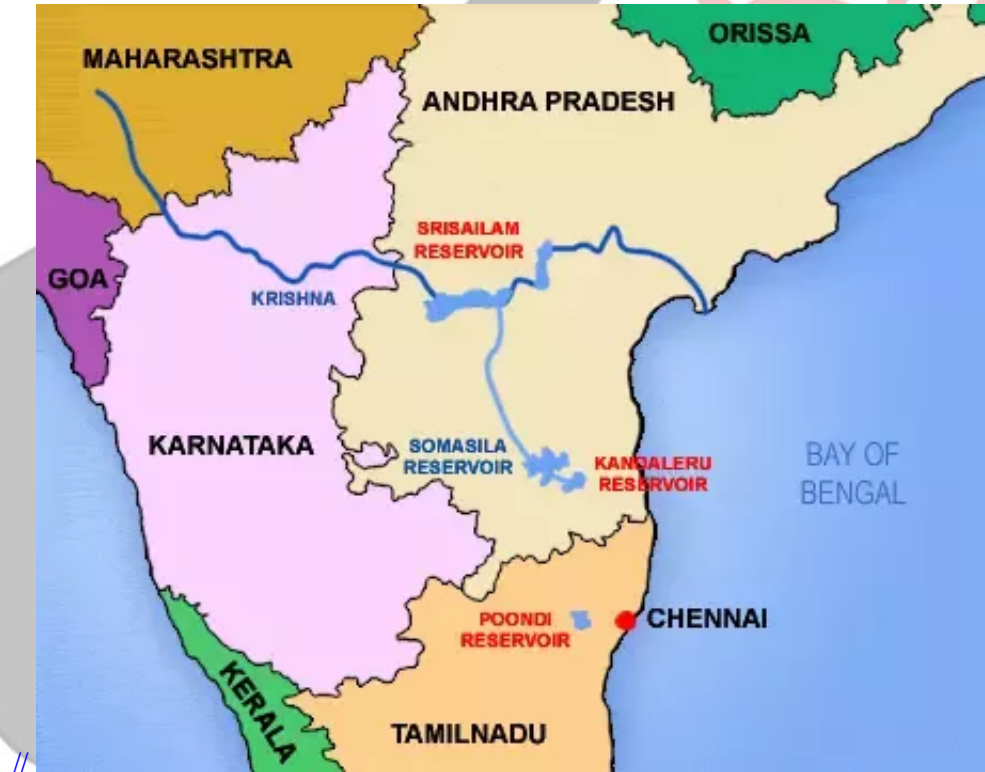 ORISSA
MAHARASHTRA
ANDHRA PRADESH
SRISAILAM
RESERVOIR
GOA
KRISHNA
KARNATAKA
SOMASILA
RESERVOIR
KANDALERU
RESERVOIR
BAY OF
BENGAL
POONDI
RESERVOIR
CHENNAI
KERALA
TAMILNADU
//